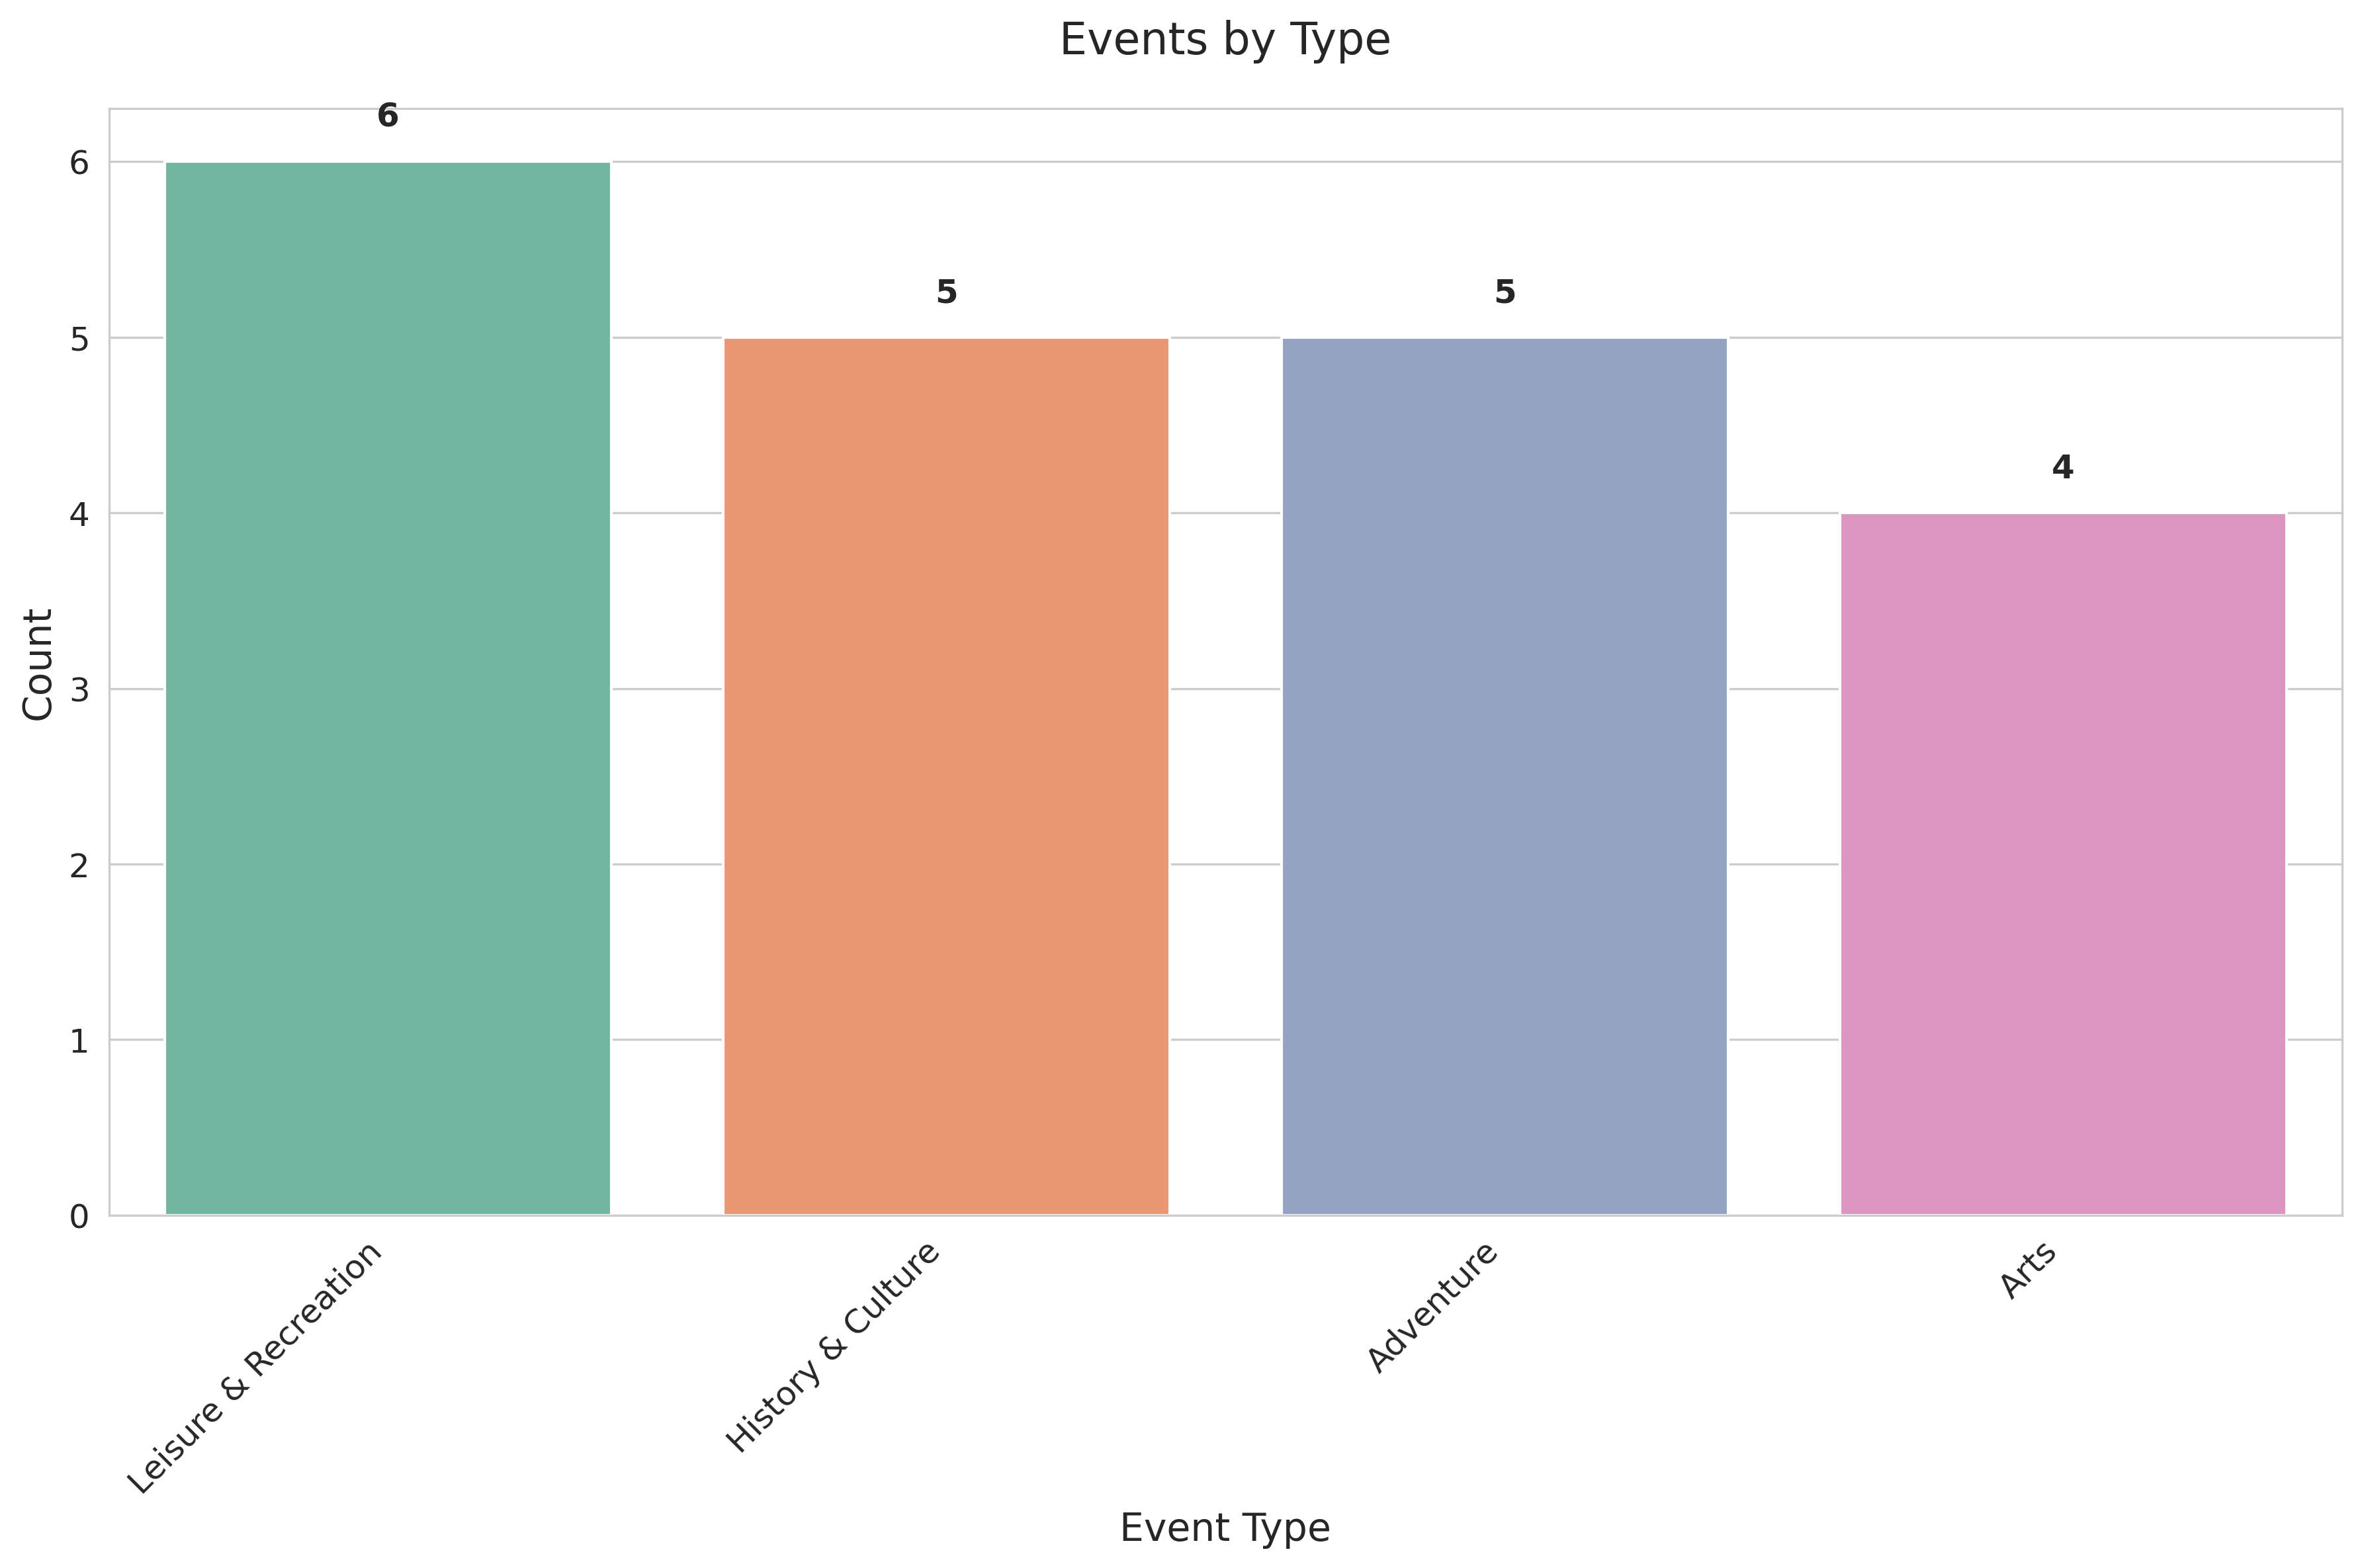 Events by Type
6
5
5
4
6
5
4
3
2
1
0
Count
Leisure & Recreation
History & Culture
Adventure
Arts
Event Type